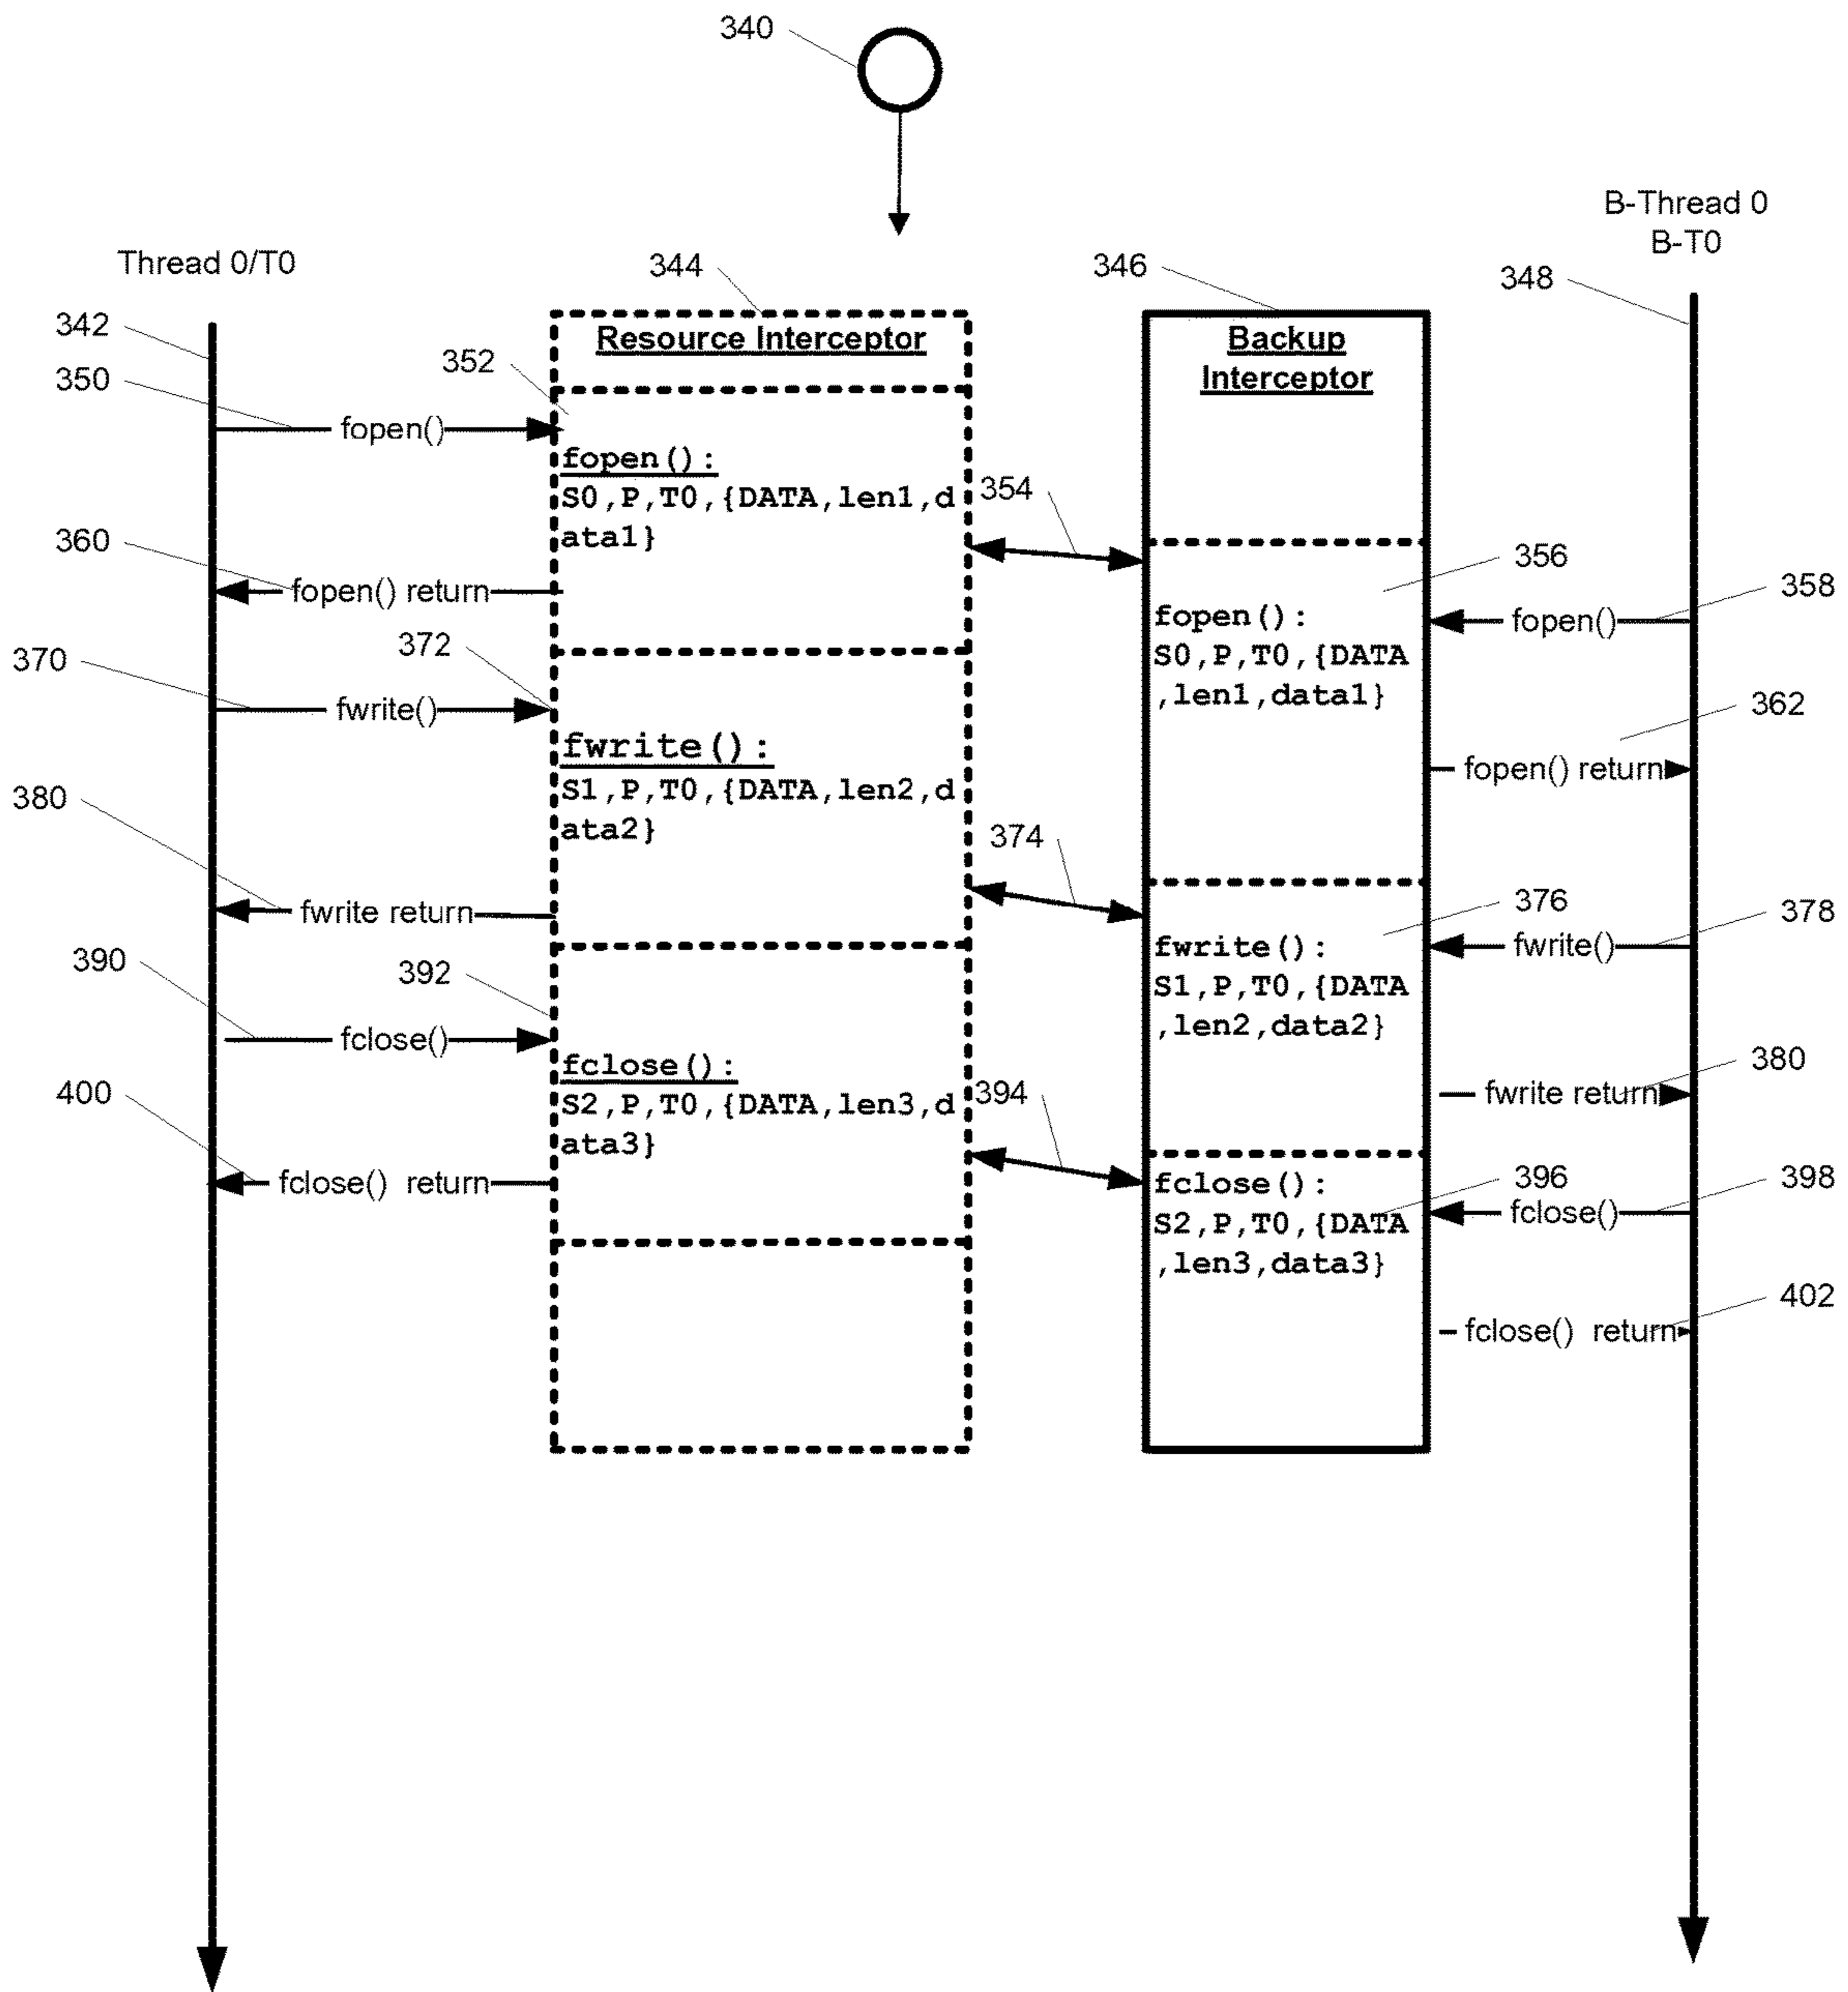 340
B-Thread 0
B-T0
Thread 0/T0
344
346
348
342
Resource Interceptor
Backup
Interceptor
350
352
fopen()
fopen():
S0,P,T0,{DATA,len1,d
ata1}
354
360
356
358
fopen() return
fopen():
fopen()
S0,P,T0,{DATA
,len1,data1}
370
372
362
fwrite()
fwrite():
S1,P,T0,{DATA,len2,d
ata2}
fopen() return
380
374
376
378
fwrite return
fwrite():
fwrite()
S1,P,T0,{DATA
,len2,data2}
390
392
fclose()
fclose():
S2,P,T0,{DATA,len3,d
ata3}
380
fwrite return
400
394
396
398
fclose() return
fclose():
fclose()
S2,P,T0,{DATA
,len3,data3}
402
fclose() return